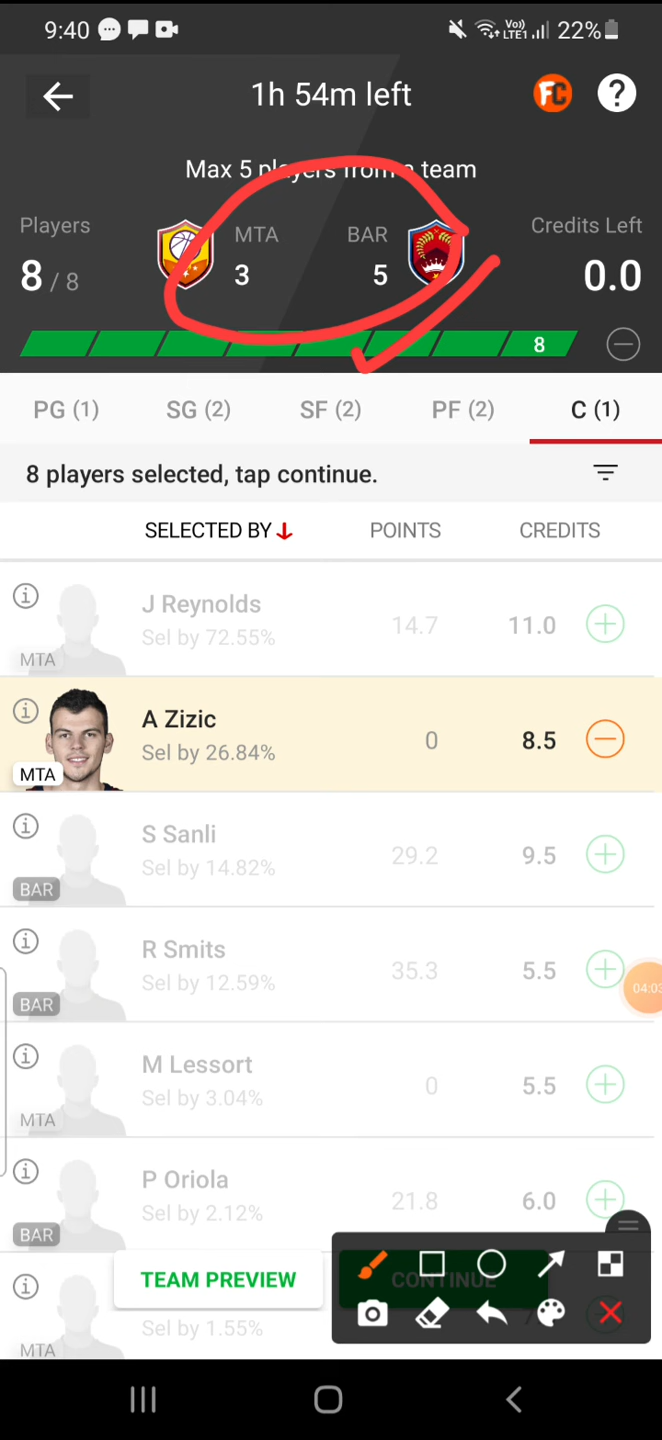 9:40 Vo)) LTE1 22%
1h 54m left FC ?
Max 5 players from a team
Players MTA BAR Credits Left
8 / 8 3 5 0.0
8
PG (1) SG (2) SF (2) PF (2) C (1)
8 players selected, tap continue.
SELECTED BY POINTS CREDITS
J Reynolds
Sel by 72.55% 14.7 11.0
MTA
A Zizic
Sel by 26.84% 0 8.5
MTA
S Sanli
Sel by 14.82% 29.2 9.5
BAR
R Smits
Sel by 12.59% 35.3 5.5
BAR
04:03
M Lessort
Sel by 3.04% 0 5.5
MTA
P Oriola
Sel by 2.12% 21.8 6.0
BAR
TEAM PREVIEW CONTINUE
Sel by 1.55%
MTA